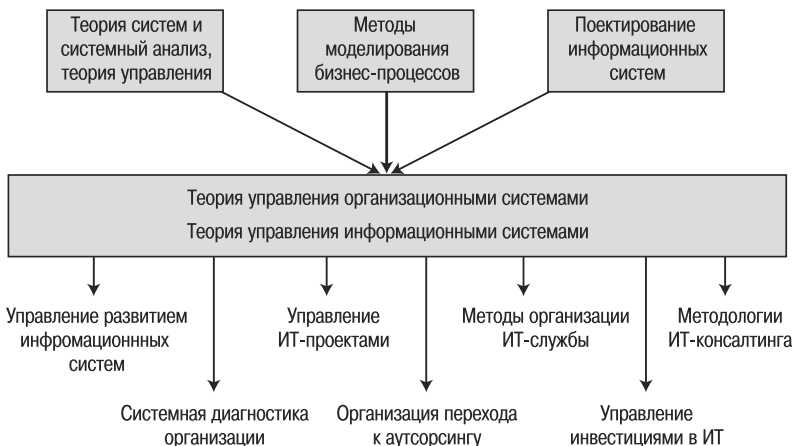 Теория систем и
системный анализ,
теория управления
Методы
моделирования
бизнес-процессов
Поектирование
информационных
систем
Теория управления организационными системами
Теория управления информационными системами
Управление развитием
инфромационнных
систем
Управление
ИТ-проектами
Методы организации
ИТ-службы
Методологии
ИТ-консалтинга
Системная диагностика
организации
Организация перехода
к аутсорсингу
Управление
инвестициями в ИТ